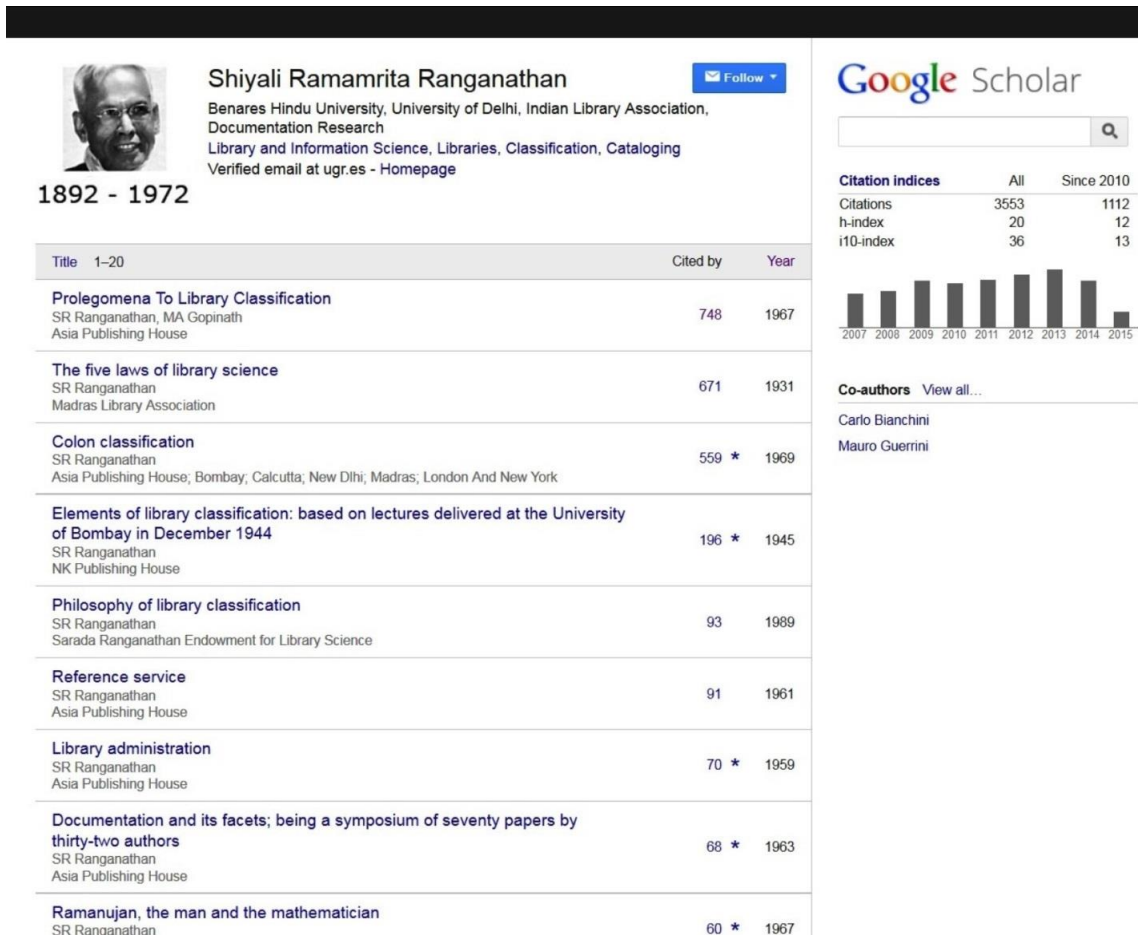 Shiyali Ramamrita Ranganathan
Follow
Benares Hindu University, University of Delhi, Indian Library Association,
Documentation Research
Library and Information Science, Libraries, Classification, Cataloging
Verified email at ugr.es - Homepage
1892 - 1972
Title 1–20 Cited by Year
Prolegomena To Library Classification
SR Ranganathan, MA Gopinath
Asia Publishing House
748 1967
The five laws of library science
SR Ranganathan
Madras Library Association
671 1931
Colon classification
SR Ranganathan
Asia Publishing House; Bombay; Calcutta; New Dlhi; Madras; London And New York
559 * 1969
Elements of library classification: based on lectures delivered at the University
of Bombay in December 1944
SR Ranganathan
NK Publishing House
196 * 1945
Philosophy of library classification
SR Ranganathan
Sarada Ranganathan Endowment for Library Science
93 1989
Reference service
SR Ranganathan
Asia Publishing House
91 1961
Library administration
SR Ranganathan
Asia Publishing House
70 * 1959
Documentation and its facets; being a symposium of seventy papers by
thirty-two authors
SR Ranganathan
Asia Publishing House
68 * 1963
Ramanujan, the man and the mathematician
SR Ranganathan
60 * 1967
Google Scholar
Citation indices All Since 2010
Citations 3553 1112
h-index 20 12
i10-index 36 13
2007 2008 2009 2010 2011 2012 2013 2014 2015
Co-authors View all...
Carlo Bianchini
Mauro Guerrini